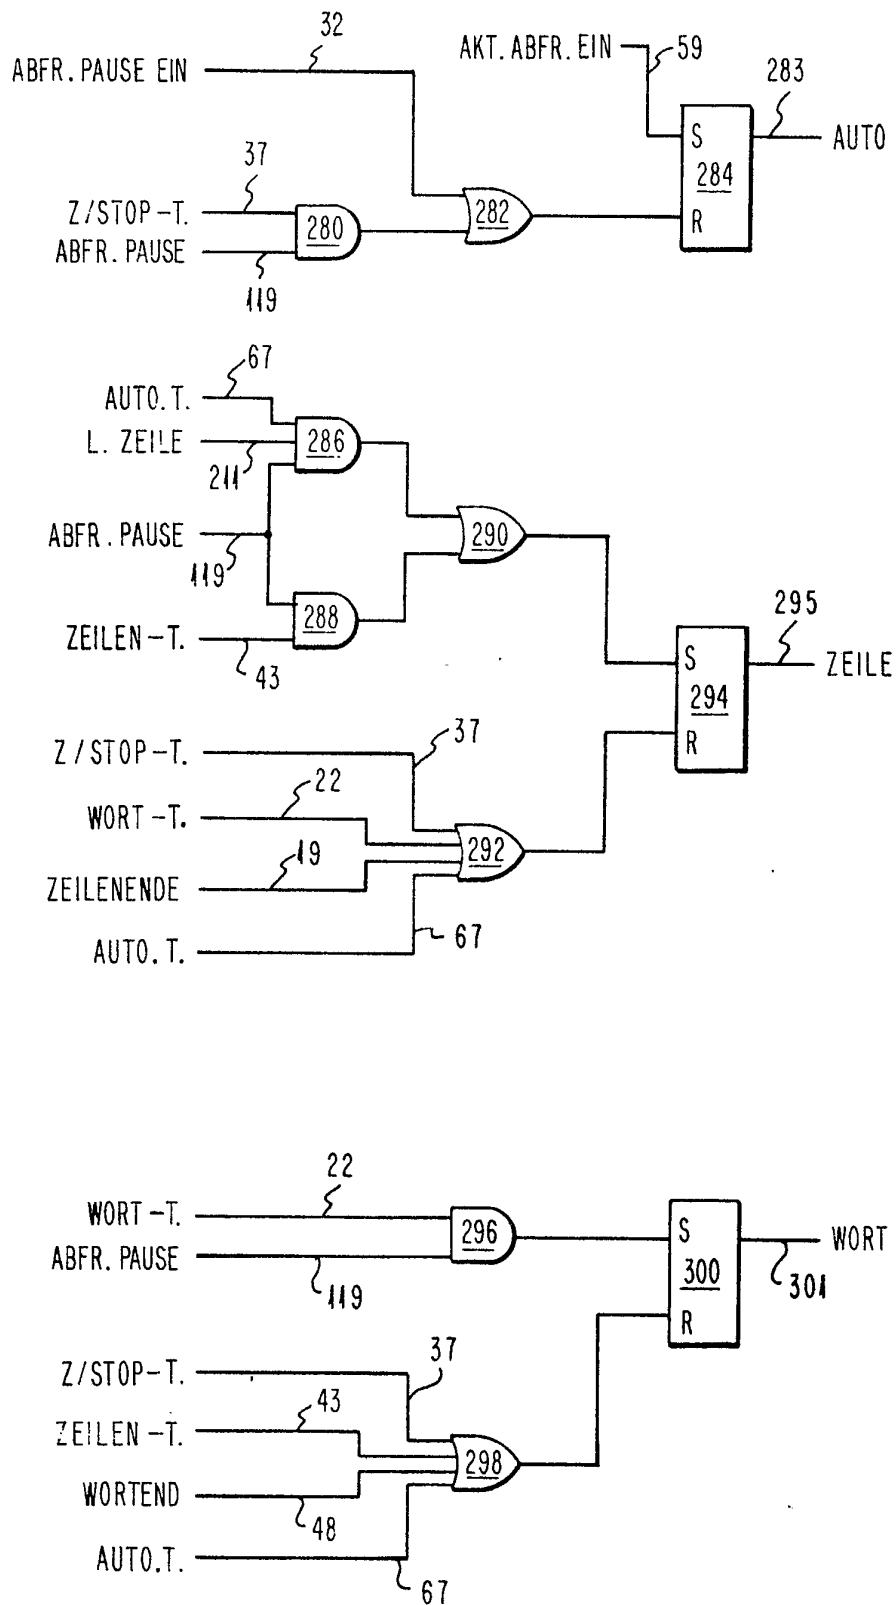 32
AKT. ABFR. EIN
59
ABFR. PAUSE EIN
283
S
284
R
AUTO
37
Z/STOP-T.
280
282
ABFR. PAUSE
119
67
AUTO.T.
L. ZEILE
286
211
ABFR. PAUSE
290
119
288
ZEILEN-T.
43
295
S
ZEILE
294
R
Z/STOP-T.
37
22
WORT-T.
292
19
ZEILENENDE
67
AUTO.T.
22
WORT-T.
296
S
WORT
ABFR. PAUSE
119
300
301
R
37
Z/STOP-T.
43
ZEILEN-T.
298
WORTEND
48
AUTO.T.
67